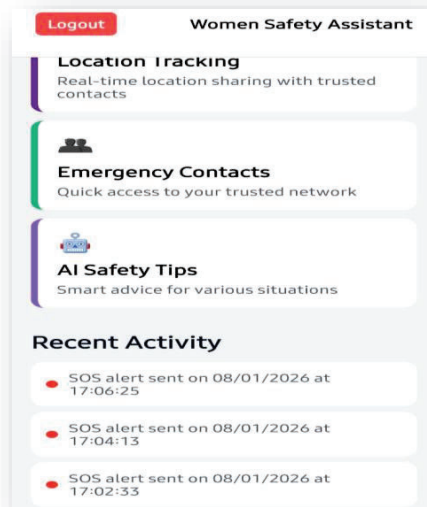 Logout
Women Safety Assistant
Location Tracking
Real-time location sharing with trusted
contacts
Emergency Contacts
Quick access to your trusted network
AI Safety Tips
Smart advice for various situations
Recent Activity
SOS alert sent on 08/01/2026 at
17:06:25
SOS alert sent on 08/01/2026 at
17:04:13
SOS alert sent on 08/01/2026 at
17:02:33